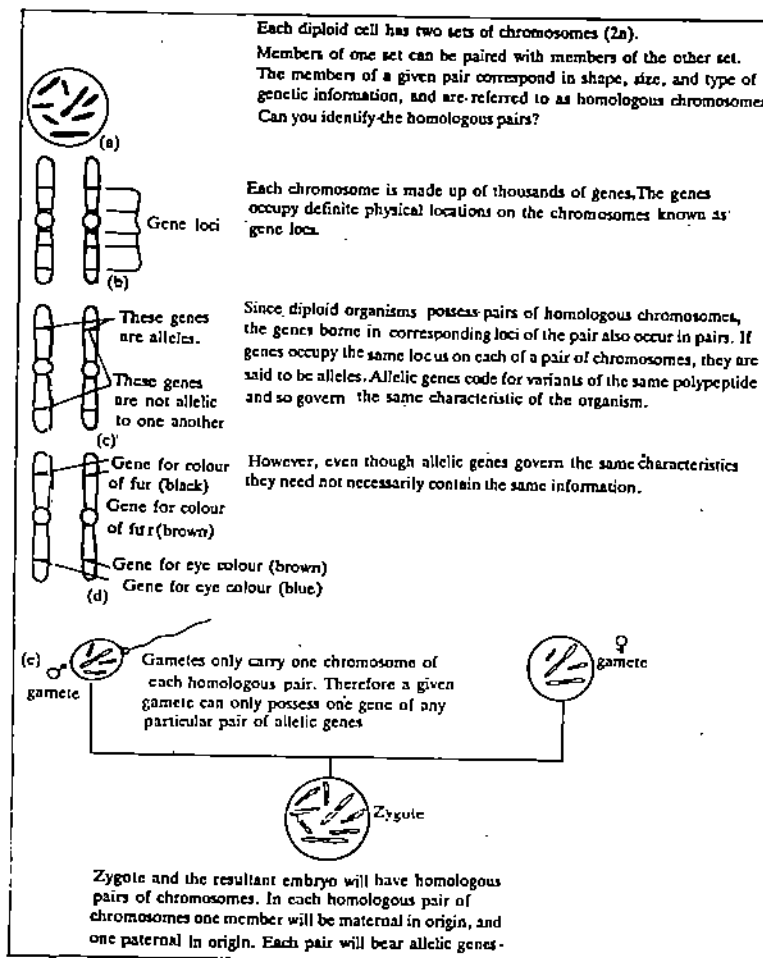 Each diploid cell has two sets of chromosomes (2n).
Members of one set can be paired with members of the other set.
The members of a given pair correspond in shape, size, and type of
genetic information, and are referred to as homologous chromosome
Can you identify the homologous pairs?
(a)
Each chromosome is made up of thousands of genes, The genes
occupy definite physical locations on the chromosomes known as
gene loci.
Gene loci
(b)
These genes
are alleles.
These genes
are not allelic
to one another
(c)
Since diploid organisms possess pairs of homologous chromosomes,
the genes borne in corresponding loci of the pair also occur in pairs. If
genes occupy the same locus on each of a pair of chromosomes, they are
said to be alleles. Allelic genes code for variants of the same polypeptide
and so govern the same characteristic of the organism.
Gene for colour
of fur (black)
Gene for colour
of fur (brown)
Gene for eye colour (brown)
Gene for eye colour (blue)
(d)
However, even though allelic genes govern the same characteristics
they need not necessarily contain the same information.
(e)
♂
gamete
Gametes only carry one chromosome of
each homologous pair. Therefore a given
gamete can only possess one gene of any
particular pair of allelic genes
♀
gamete
Zygote
Zygote and the resultant embryo will have homologous
pairs of chromosomes. In each homologous pair of
chromosomes one member will be maternal in origin, and
one paternal in origin. Each pair will bear allelic genes-